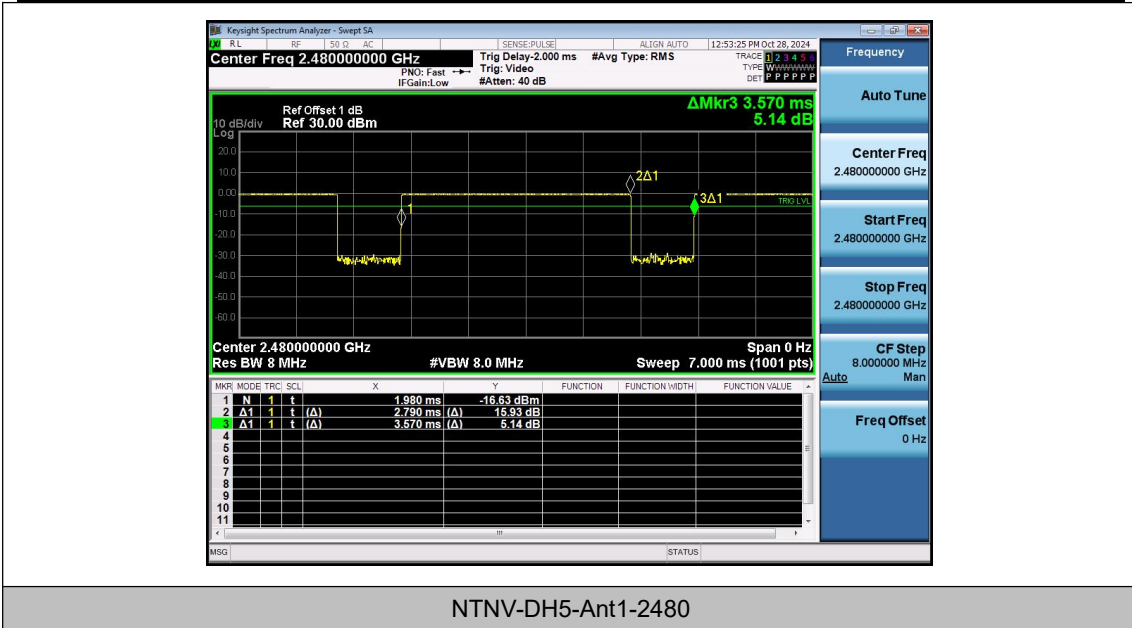 Keysight Spectrum Analyzer - Swept SA
LXI RL RF 50 Ω AC SENSE:PULSE ALIGN AUTO 12:53:25 PM Oct 28, 2024
Center Freq 2.480000000 GHz
PNO: Fast
IFGain:Low
Trig Delay-2.000 ms
Trig: Video
#Atten: 40 dB
#Avg Type: RMS
TRACE 1 2 3 4 5 6
TYPE WWWWWW
DET P P P P P P
Ref Offset 1 dB
Ref 30.00 dBm
10 dB/div
Log
ΔMkr3 3.570 ms
5.14 dB
20.0
10.0
0.00
-10.0
-20.0
-30.0
-40.0
-50.0
-60.0
1
2Δ1
3Δ1
TRIG LVL
Center 2.480000000 GHz
Span 0 Hz
Res BW 8 MHz
#VBW 8.0 MHz
Sweep 7.000 ms (1001 pts)
MKR MODE TRC SCL X Y FUNCTION FUNCTION WIDTH FUNCTION VALUE
1 N 1 t 1.980 ms -16.63 dBm
2 Δ1 1 t (Δ) 2.790 ms (Δ) 15.93 dB
3 Δ1 1 t (Δ) 3.570 ms (Δ) 5.14 dB
4
5
6
7
8
9
10
11
MSG
STATUS
Frequency
Auto Tune
Center Freq
2.480000000 GHz
Start Freq
2.480000000 GHz
Stop Freq
2.480000000 GHz
CF Step
8.000000 MHz
Auto Man
Freq Offset
0 Hz
NTNV-DH5-Ant1-2480